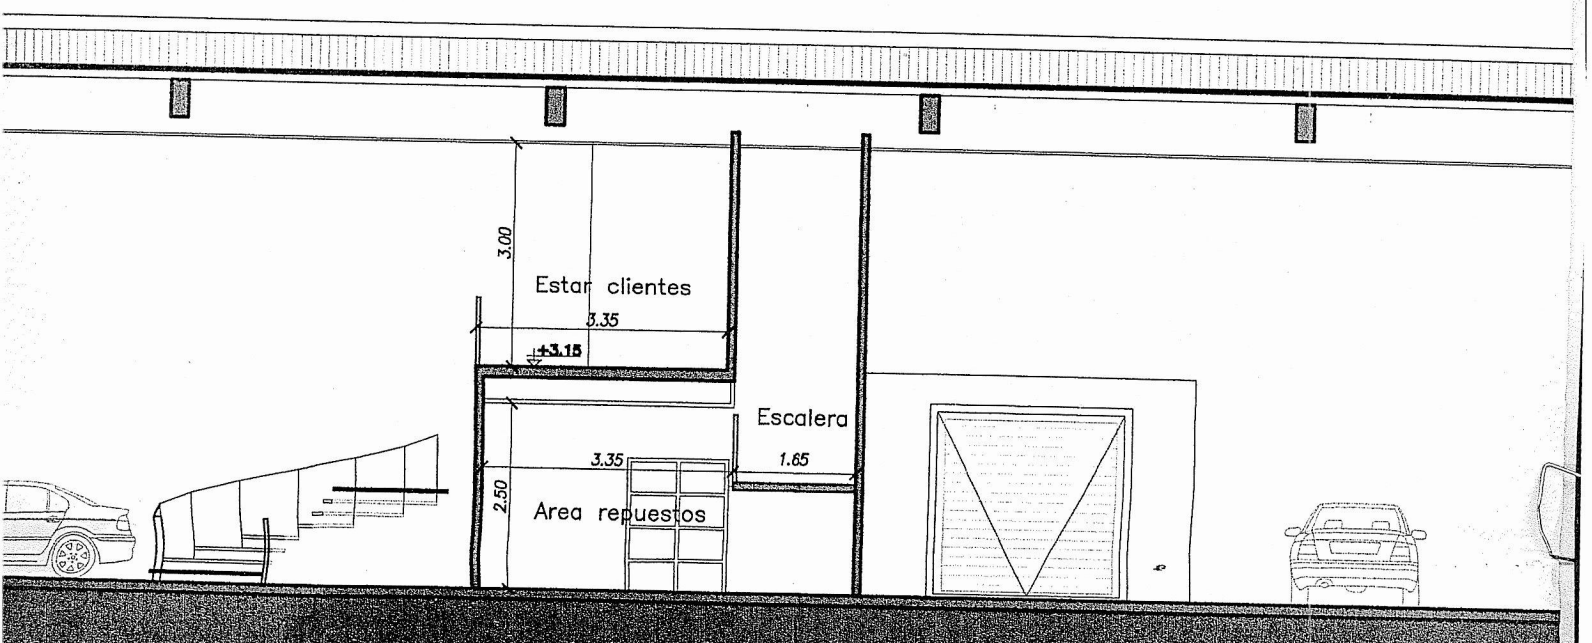 3.00
Estar clientes
3.35
+3.15
Escalera
3.35
1.65
2.50
Area repuestos